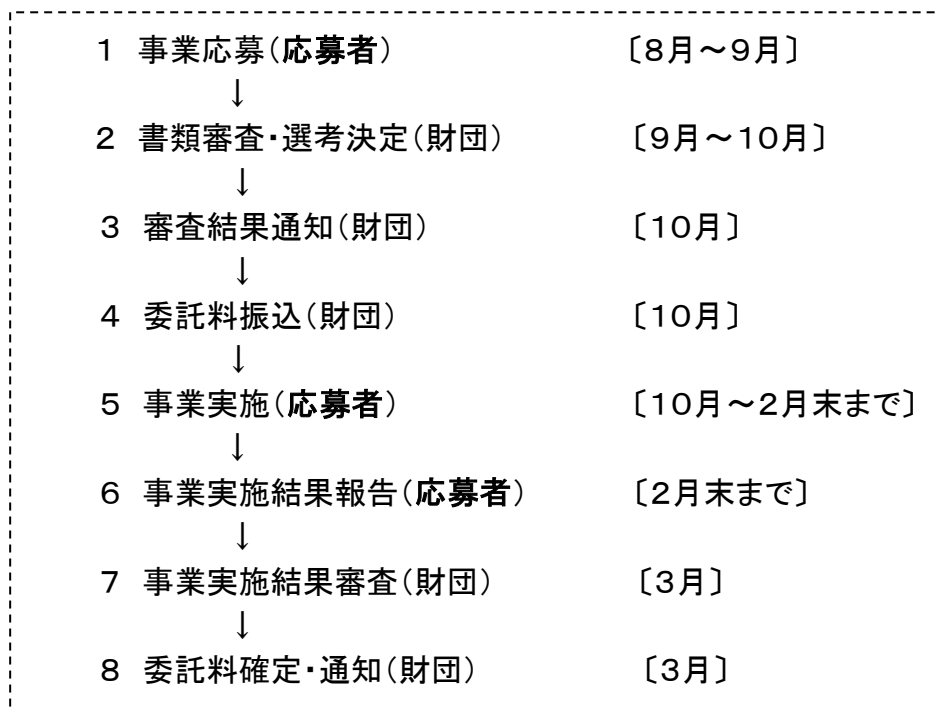 1 事業応募(応募者) 〔8月～9月〕
↓
2 書類審査・選考決定(財団) 〔9月～10月〕
↓
3 審査結果通知(財団) 〔10月〕
↓
4 委託料振込(財団) 〔10月〕
↓
5 事業実施(応募者) 〔10月～2月末まで〕
↓
6 事業実施結果報告(応募者) 〔2月末まで〕
↓
7 事業実施結果審査(財団) 〔3月〕
↓
8 委託料確定・通知(財団) 〔3月〕